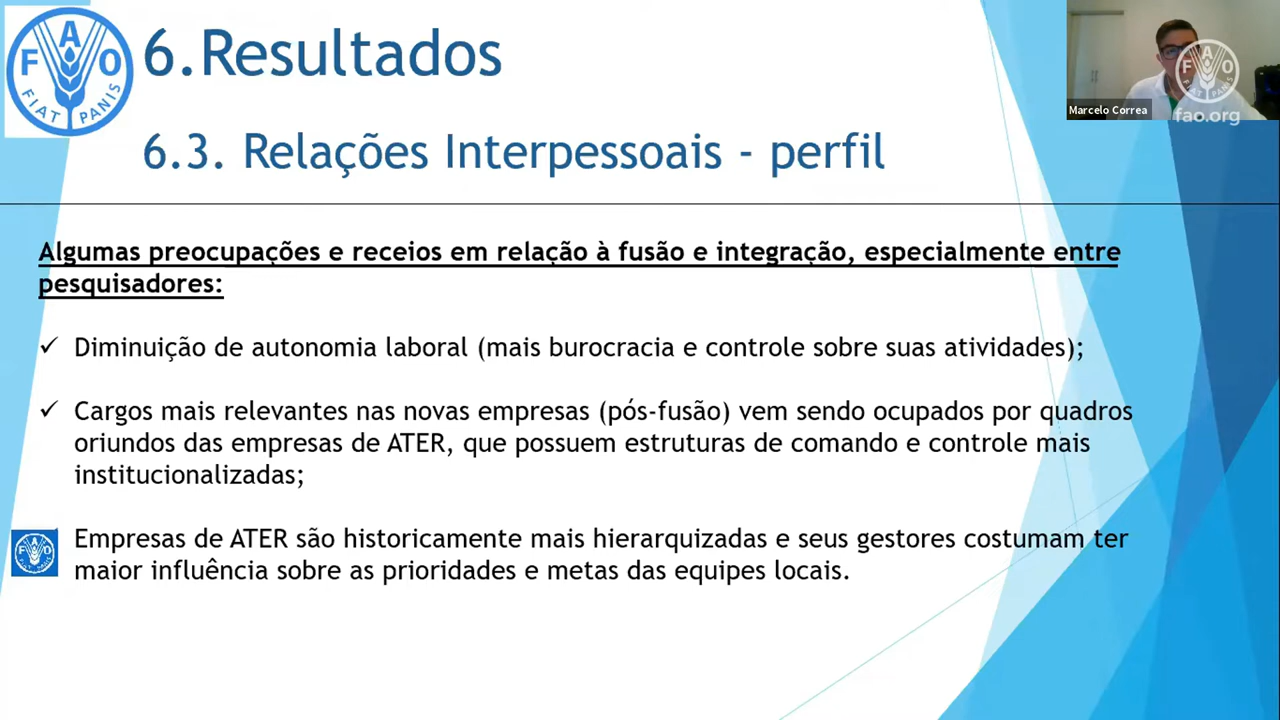 F A O
FIAT PANIS
6.Resultados
6.3. Relações Interpessoais - perfil
Marcelo Correa
F A O
FIAT PANIS
fao.org
Algumas preocupações e receios em relação à fusão e integração, especialmente entre
pesquisadores:
✓ Diminuição de autonomia laboral (mais burocracia e controle sobre suas atividades);
✓ Cargos mais relevantes nas novas empresas (pós-fusão) vem sendo ocupados por quadros
oriundos das empresas de ATER, que possuem estruturas de comando e controle mais
institucionalizadas;
Empresas de ATER são historicamente mais hierarquizadas e seus gestores costumam ter
maior influência sobre as prioridades e metas das equipes locais.